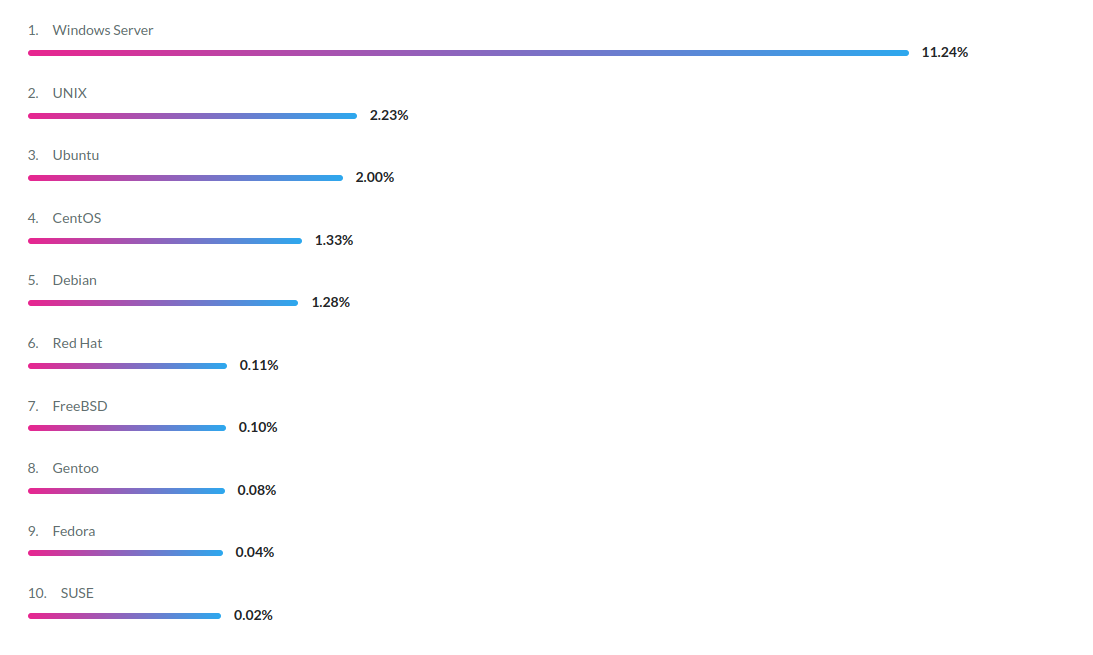 1. Windows Server
11.24%
2. UNIX
2.23%
3. Ubuntu
2.00%
4. CentOS
1.33%
5. Debian
1.28%
6. Red Hat
0.11%
7. FreeBSD
0.10%
8. Gentoo
0.08%
9. Fedora
0.04%
10. SUSE
0.02%